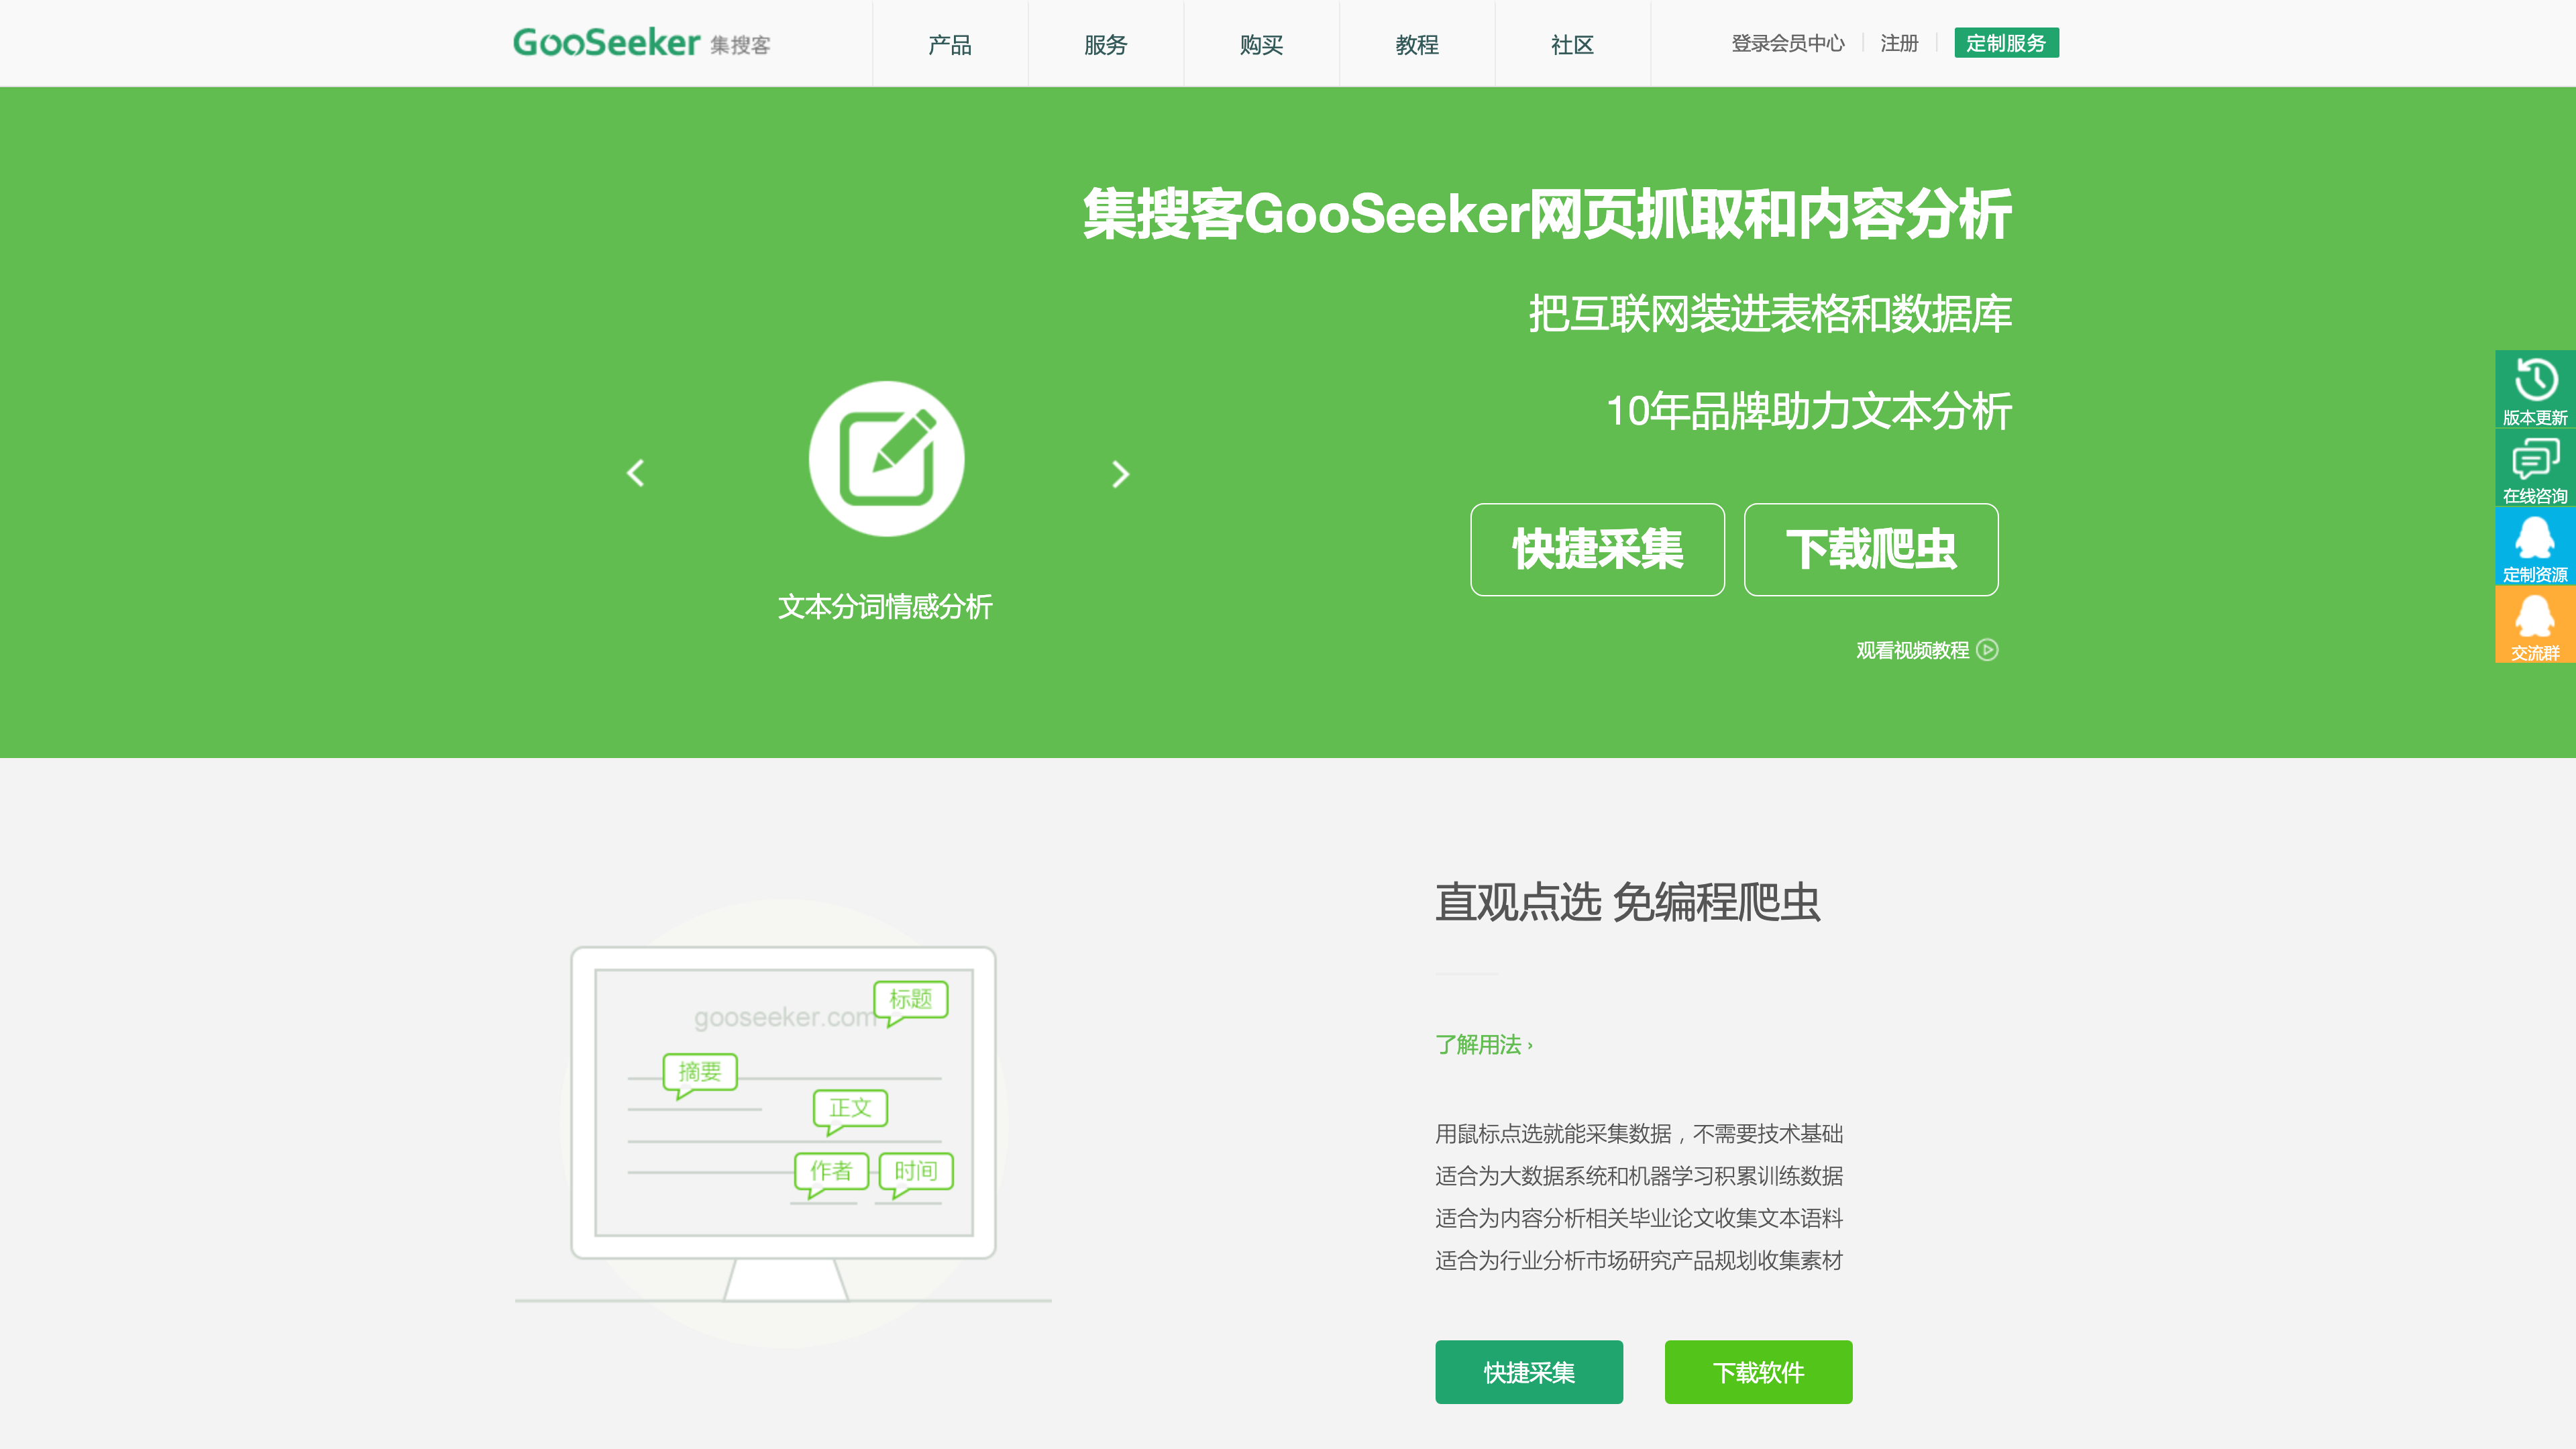 GooSeeker 集搜客
产品
服务
购买
教程
社区
登录会员中心
注册
定制服务
集搜客GooSeeker网页抓取和内容分析
把互联网装进表格和数据库
10年品牌助力文本分析
快捷采集
下载爬虫
观看视频教程
文本分词情感分析
版本更新
在线咨询
定制资源
交流群
gooseeker.com
标题
摘要
正文
作者
时间
直观点选 免编程爬虫
了解用法 ›
用鼠标点选就能采集数据，不需要技术基础
适合为大数据系统和机器学习积累训练数据
适合为内容分析相关毕业论文收集文本语料
适合为行业分析市场研究产品规划收集素材
快捷采集
下载软件